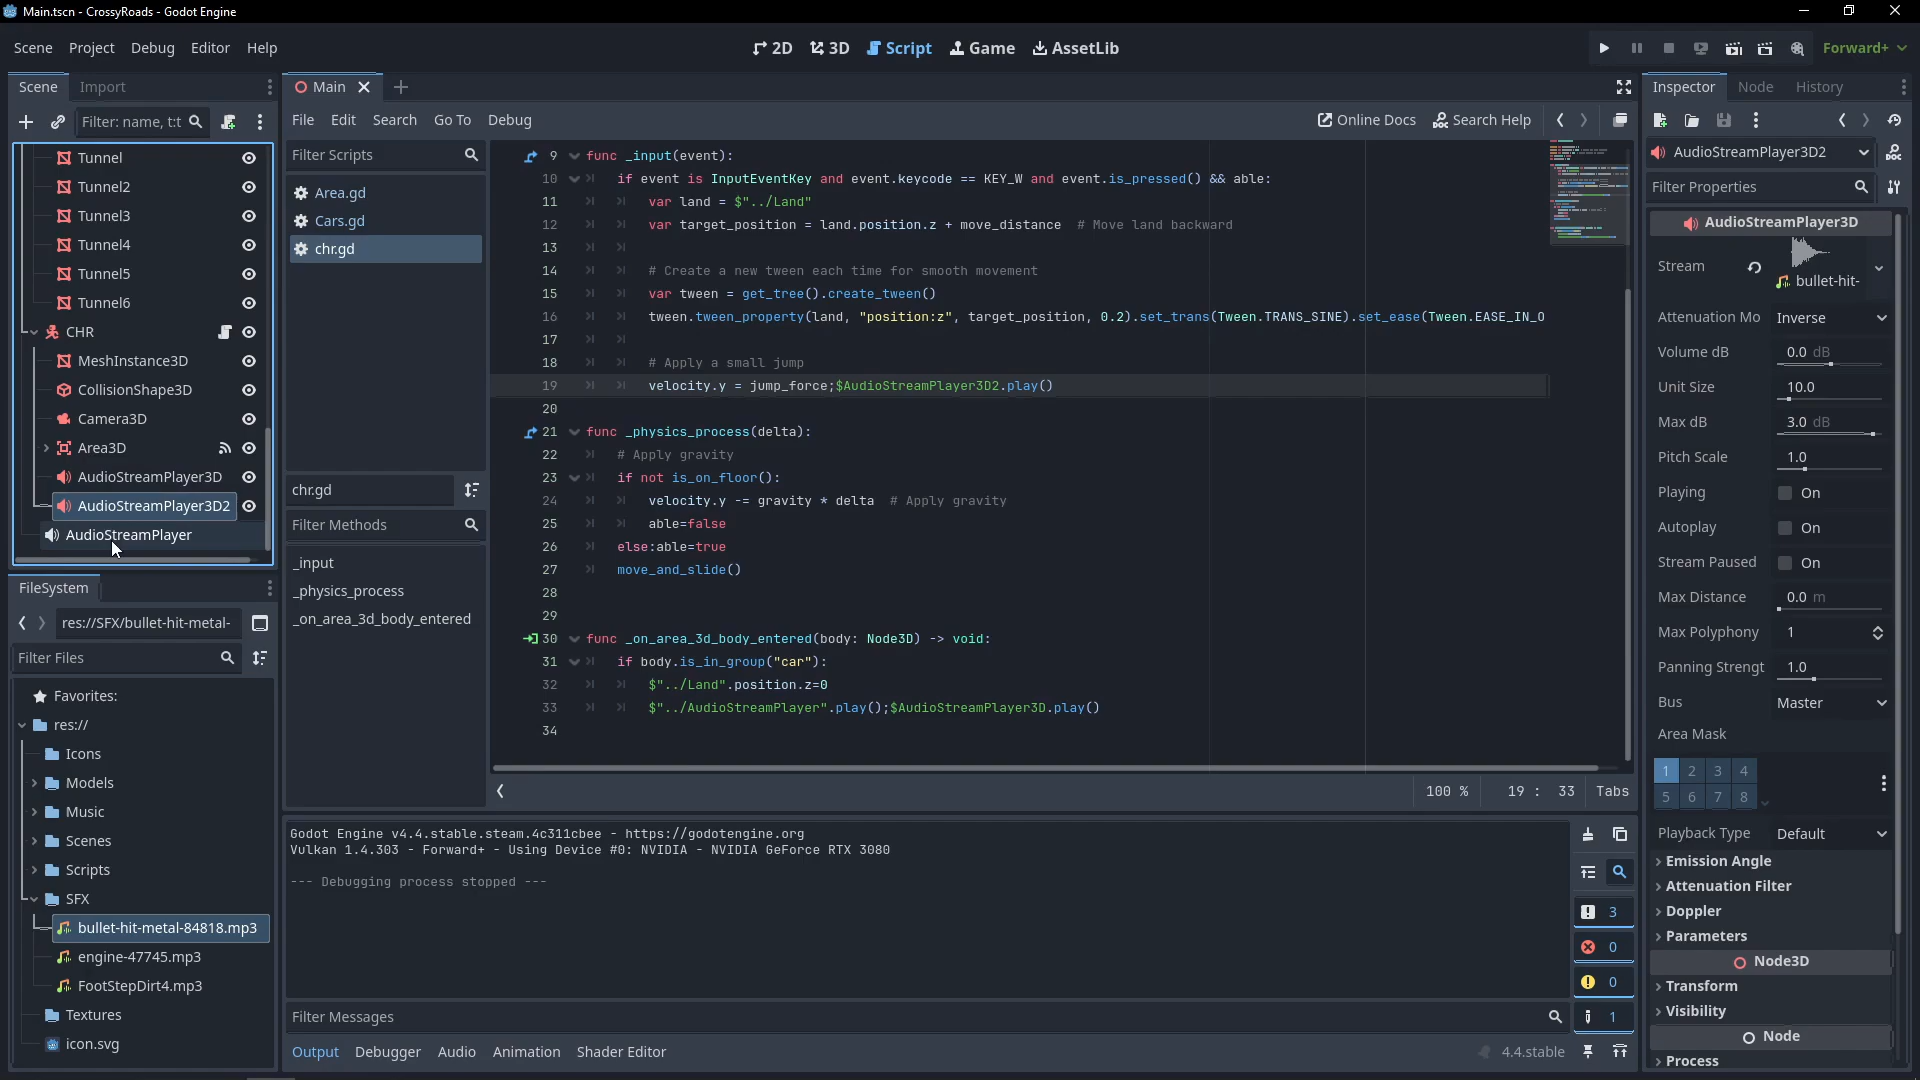 Main.tscn - CrossyRoads - Godot Engine
Scene Project Debug Editor Help
2D 3D Script Game AssetLib
Forward+
Scene Import
Filter: name, t:t
Tunnel
Tunnel2
Tunnel3
Tunnel4
Tunnel5
Tunnel6
CHR
MeshInstance3D
CollisionShape3D
Camera3D
Area3D
AudioStreamPlayer3D
AudioStreamPlayer3D2
AudioStreamPlayer
FileSystem
res://SFX/bullet-hit-metal-
Filter Files
Favorites:
res://
Icons
Models
Music
Scenes
Scripts
SFX
bullet-hit-metal-84818.mp3
engine-47745.mp3
FootStepDirt4.mp3
Textures
icon.svg
Main
File Edit Search Go To Debug
Online Docs Search Help
Filter Scripts
Area.gd
Cars.gd
chr.gd
chr.gd
Filter Methods
_input
_physics_process
_on_area_3d_body_entered
9 func _input(event):
10 if event is InputEventKey and event.keycode == KEY_W and event.is_pressed() && able:
11 var land = $"../Land"
12 var target_position = land.position.z + move_distance # Move land backward
13
14 # Create a new tween each time for smooth movement
15 var tween = get_tree().create_tween()
16 tween.tween_property(land, "position:z", target_position, 0.2).set_trans(Tween.TRANS_SINE).set_ease(Tween.EASE_IN_O
17
18 # Apply a small jump
19 velocity.y = jump_force;$AudioStreamPlayer3D2.play()
20
21 func _physics_process(delta):
22 # Apply gravity
23 if not is_on_floor():
24 velocity.y -= gravity * delta # Apply gravity
25 able=false
26 else:able=true
27 move_and_slide()
28
29
30 func _on_area_3d_body_entered(body: Node3D) -> void:
31 if body.is_in_group("car"):
32 $"../Land".position.z=0
33 $"../AudioStreamPlayer".play();$AudioStreamPlayer3D.play()
34
100 % 19 : 33 Tabs
Godot Engine v4.4.stable.steam.4c311cbee - https://godotengine.org
Vulkan 1.4.303 - Forward+ - Using Device #0: NVIDIA - NVIDIA GeForce RTX 3080
--- Debugging process stopped ---
3
0
0
1
Filter Messages
Output Debugger Audio Animation Shader Editor
4.4.stable
Inspector Node History
AudioStreamPlayer3D2
Filter Properties
AudioStreamPlayer3D
Stream bullet-hit-
Attenuation Mo Inverse
Volume dB 0.0 dB
Unit Size 10.0
Max dB 3.0 dB
Pitch Scale 1.0
Playing On
Autoplay On
Stream Paused On
Max Distance 0.0 m
Max Polyphony 1
Panning Strengt 1.0
Bus Master
Area Mask
1 2 3 4
5 6 7 8
Playback Type Default
Emission Angle
Attenuation Filter
Doppler
Parameters
Node3D
Transform
Visibility
Node
Process